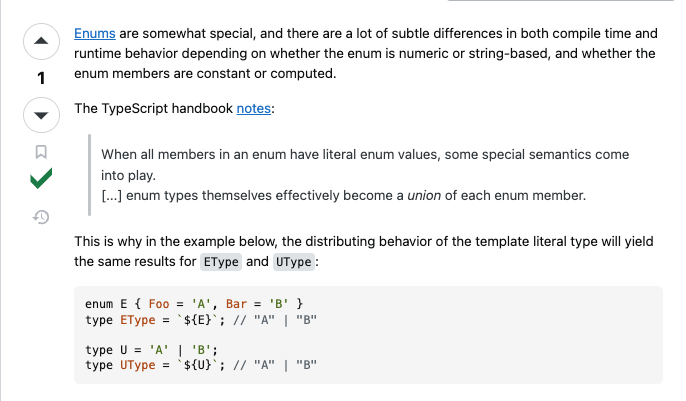 Enums are somewhat special, and there are a lot of subtle differences in both compile time and
runtime behavior depending on whether the enum is numeric or string-based, and whether the
enum members are constant or computed.
1
The TypeScript handbook notes:
When all members in an enum have literal enum values, some special semantics come
into play.
[...] enum types themselves effectively become a union of each enum member.
This is why in the example below, the distributing behavior of the template literal type will yield
the same results for EType and UType:
enum E { Foo = 'A', Bar = 'B' }
type EType = `${E}`; // "A" | "B"
type U = 'A' | 'B';
type UType = `${U}`; // "A" | "B"